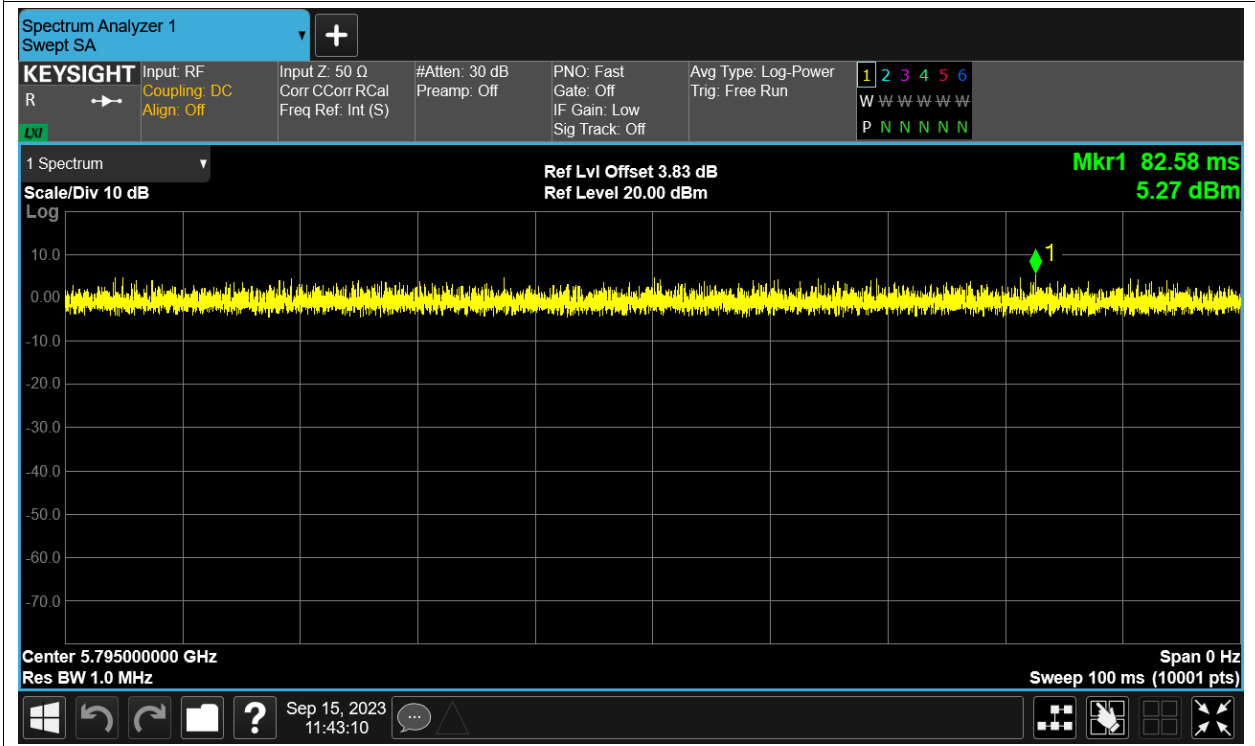 Spectrum Analyzer 1
Swept SA
+
KEYSIGHT
R
LXI
Input: RF
Coupling: DC
Align: Off
Input Z: 50 Ω
Corr CCorr RCal
Freq Ref: Int (S)
#Atten: 30 dB
Preamp: Off
PNO: Fast
Gate: Off
IF Gain: Low
Sig Track: Off
Avg Type: Log-Power
Trig: Free Run
1 2 3 4 5 6
W W W W W W
P N N N N N
1 Spectrum
Scale/Div 10 dB
Log
Ref Lvl Offset 3.83 dB
Ref Level 20.00 dBm
Mkr1 82.58 ms
5.27 dBm
1
10.0
0.00
-10.0
-20.0
-30.0
-40.0
-50.0
-60.0
-70.0
Center 5.795000000 GHz
Res BW 1.0 MHz
Span 0 Hz
Sweep 100 ms (10001 pts)
?
Sep 15, 2023
11:43:10